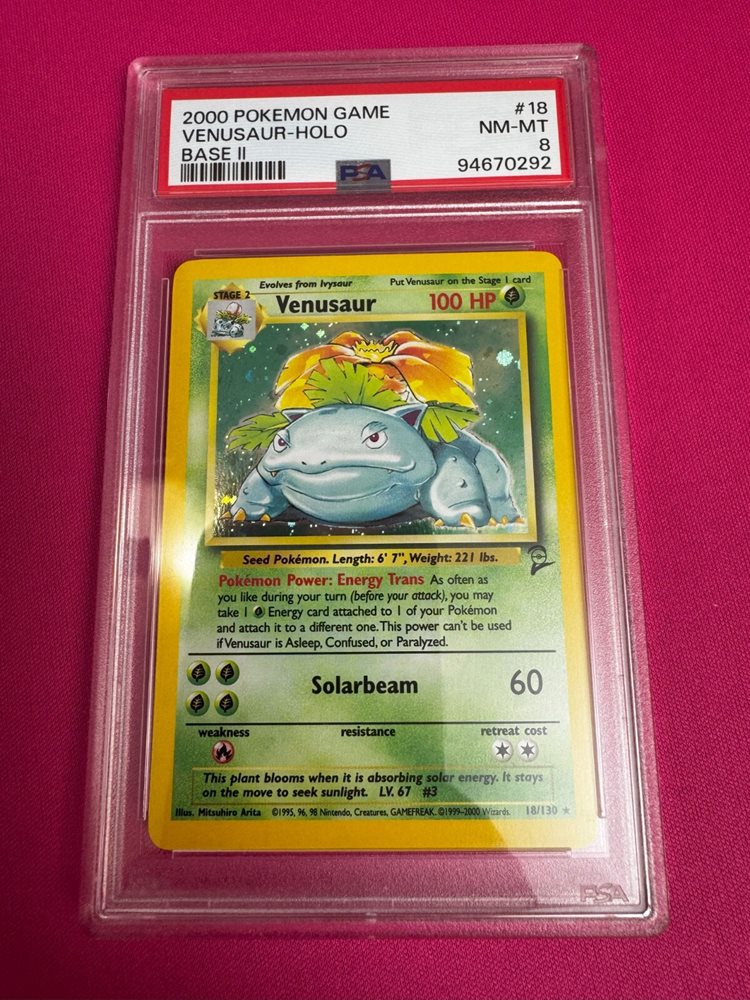 2000 POKEMON GAME #18
VENUSAUR-HOLO NM-MT
BASE II 8
PSA 94670292
Evolves from Ivysaur Put Venusaur on the Stage 1 card
STAGE 2 Venusaur 100 HP
Seed Pokémon. Length: 6' 7", Weight: 221 lbs.
Pokémon Power: Energy Trans As often as
you like during your turn (before your attack), you may
take 1 Energy card attached to 1 of your Pokémon
and attach it to a different one. This power can't be used
if Venusaur is Asleep, Confused, or Paralyzed.
Solarbeam 60
weakness resistance retreat cost
This plant blooms when it is absorbing solar energy. It stays
on the move to seek sunlight. LV. 67 #3
Illus. Mitsuhiro Arita ©1995, 96, 98 Nintendo, Creatures, GAMEFREAK. ©1999-2000 Wizards. 18/130 ★
PSA